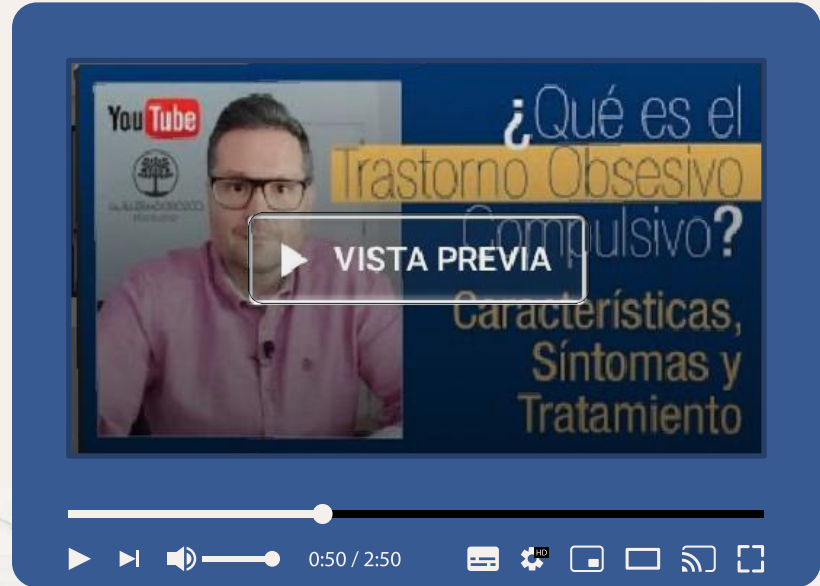 YouTube
¿Qué es el
Trastorno Obsesivo
Compulsivo?
VISTA PREVIA
Características,
Síntomas y
Tratamiento
0:50 / 2:50
HD